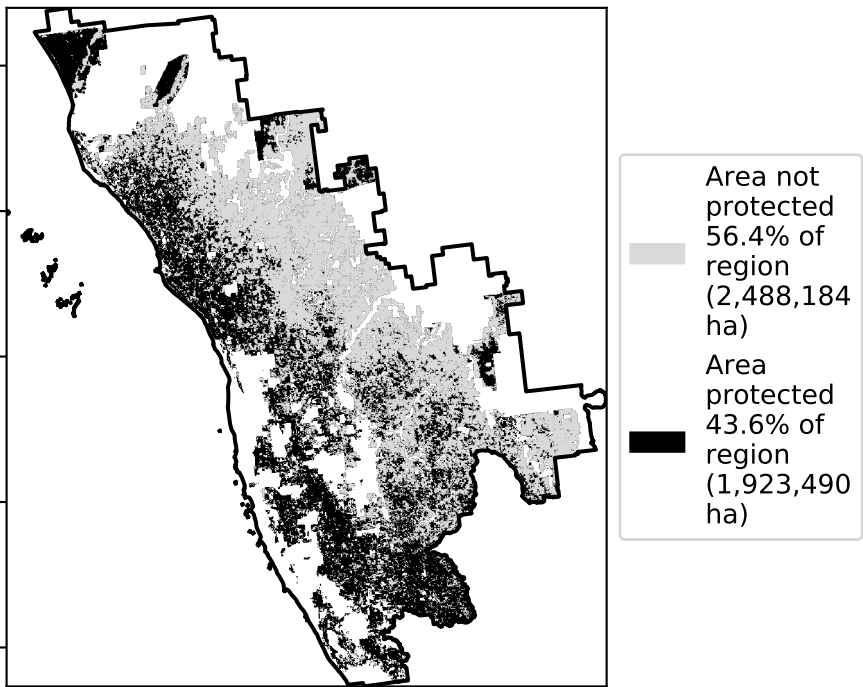 Area not
protected
56.4% of
region
(2,488,184
ha)
Area
protected
43.6% of
region
(1,923,490
ha)